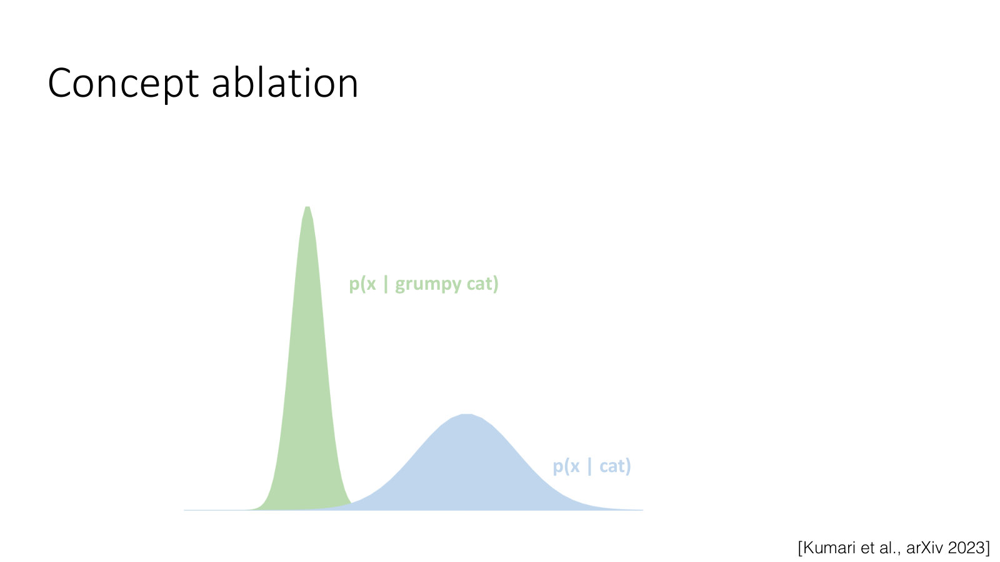 Concept ablation
p(x | grumpy cat)
p(x | cat)
[Kumari et al., arXiv 2023]